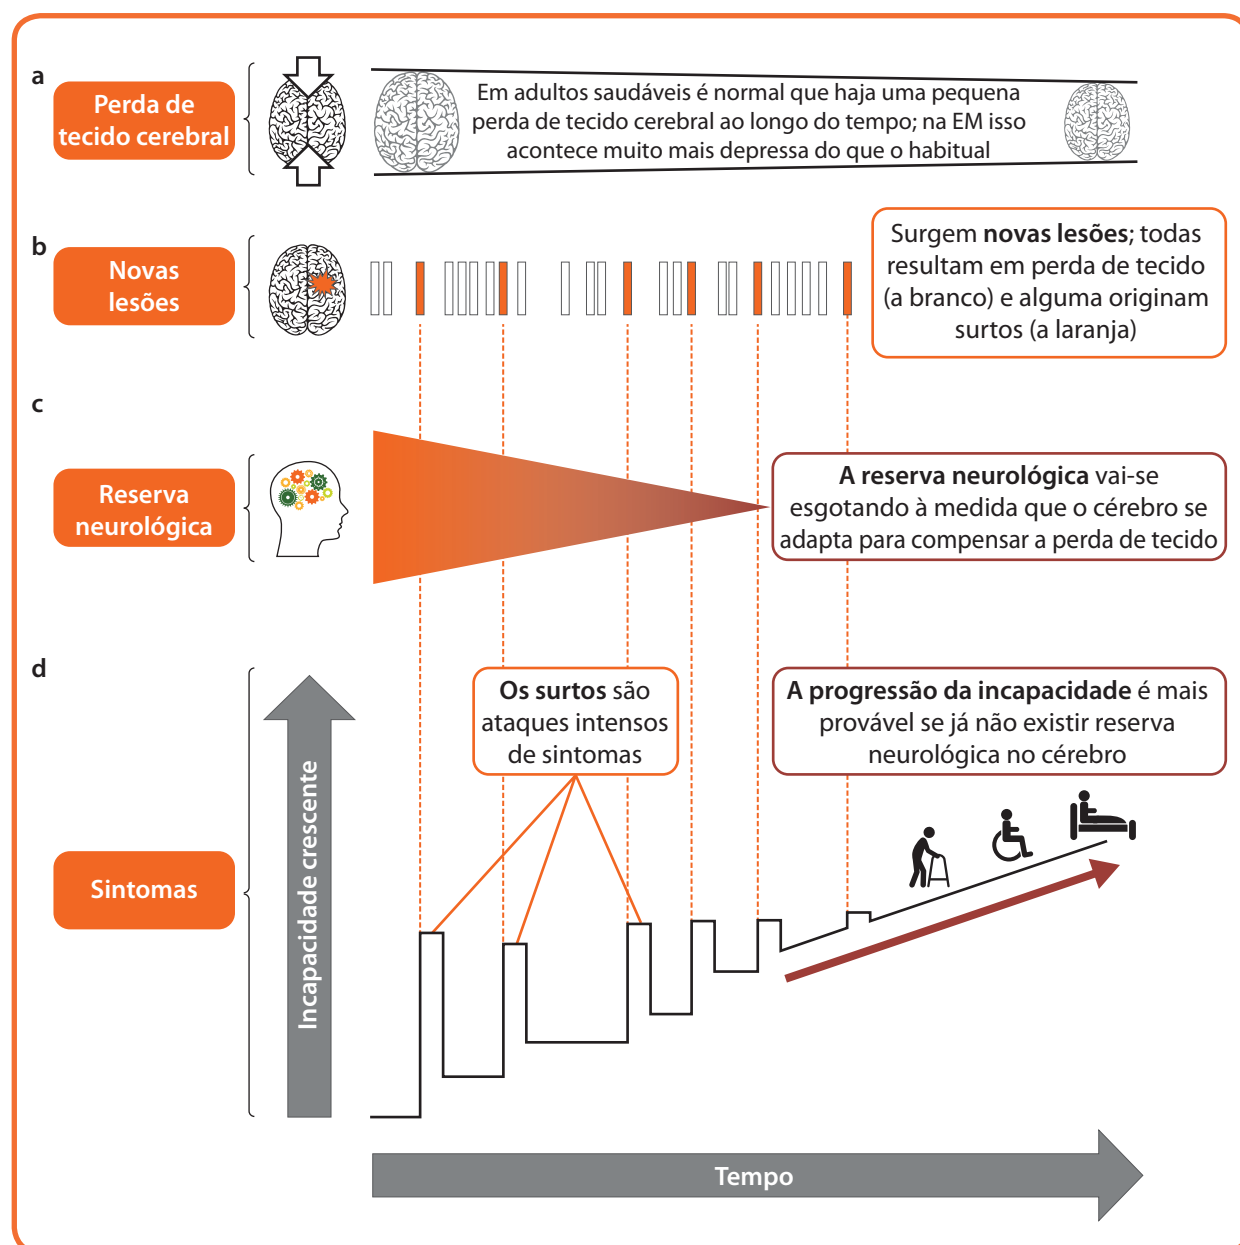 a
Perda de
tecido cerebral
Em adultos saudáveis é normal que haja uma pequena
perda de tecido cerebral ao longo do tempo; na EM isso
acontece muito mais depressa do que o habitual
b
Novas
lesões
Surgem novas lesões; todas
resultam em perda de tecido
(a branco) e alguma originam
surtos (a laranja)
c
Reserva
neurológica
A reserva neurológica vai-se
esgotando à medida que o cérebro se
adapta para compensar a perda de tecido
d
Sintomas
Incapacidade crescente
Os surtos são
ataques intensos
de sintomas
A progressão da incapacidade é mais
provável se já não existir reserva
neurológica no cérebro
Tempo